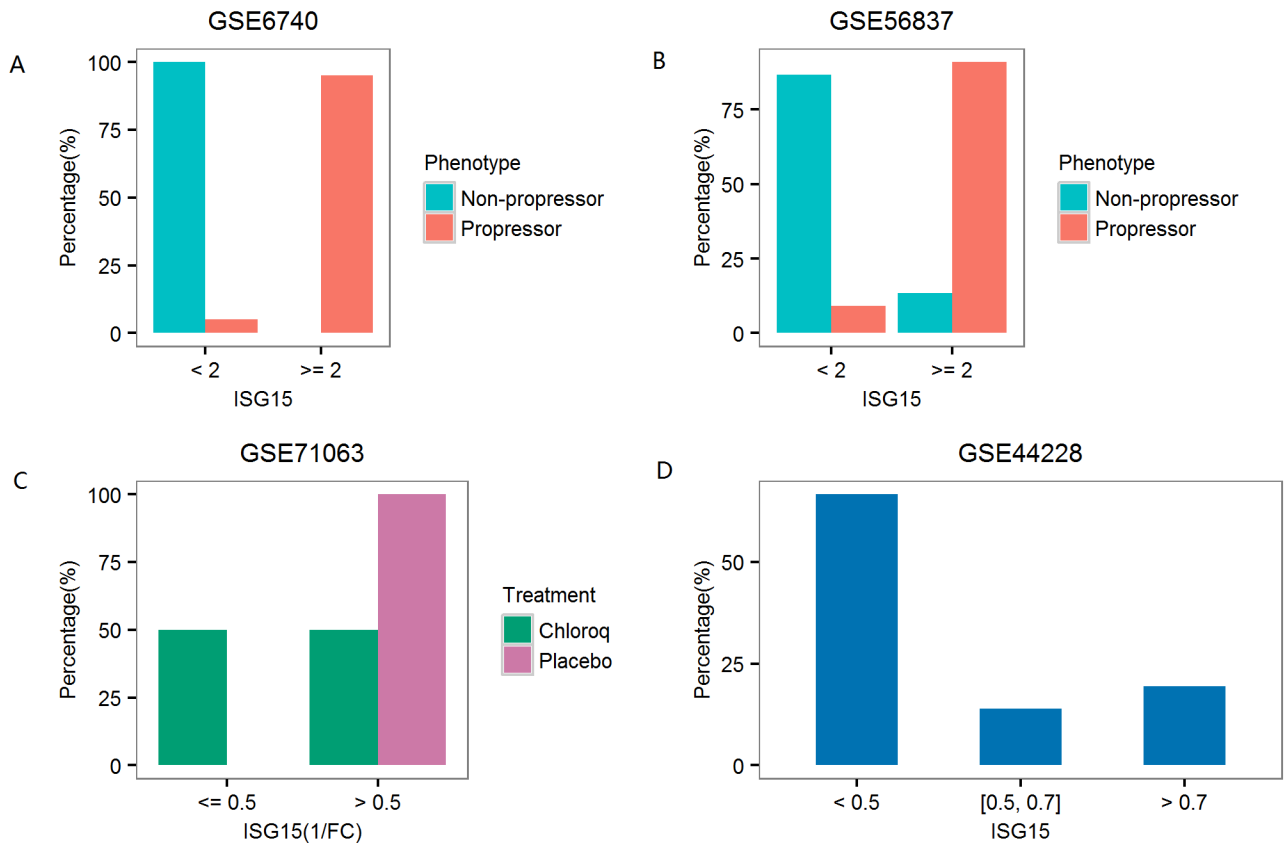 GSE6740
A
100
75
50
25
0
Percentage(%)
< 2
>= 2
ISG15
Phenotype
Non-propressor
Propressor
GSE56837
B
75
50
25
0
Percentage(%)
< 2
>= 2
ISG15
Phenotype
Non-propressor
Propressor
GSE71063
C
100
75
50
25
0
Percentage(%)
<= 0.5
> 0.5
ISG15(1/FC)
Treatment
Chloroq
Placebo
GSE44228
D
50
25
0
Percentage(%)
< 0.5
[0.5, 0.7]
> 0.7
ISG15